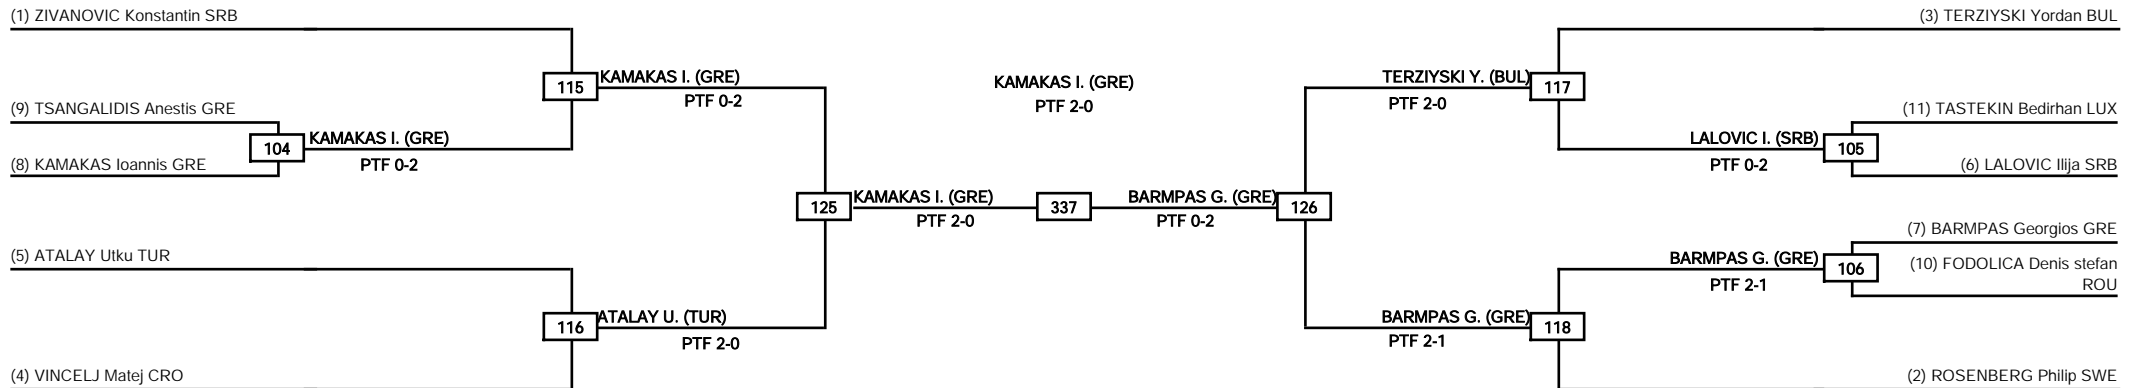 (1) ZIVANOVIC Konstantin SRB
(3) TERZIYSKI Yordan BUL
115
KAMAKAS I. (GRE)
PTF 0-2
KAMAKAS I. (GRE)
PTF 2-0
TERZIYSKI Y. (BUL)
PTF 2-0
117
(9) TSANGALIDIS Anestis GRE
104
KAMAKAS I. (GRE)
PTF 0-2
(8) KAMAKAS Ioannis GRE
(11) TASTEKIN Bedirhan LUX
LALOVIC I. (SRB)
PTF 0-2
105
(6) LALOVIC Ilija SRB
125
KAMAKAS I. (GRE)
PTF 2-0
337
BARMPAS G. (GRE)
PTF 0-2
126
(5) ATALAY Utku TUR
(7) BARMPAS Georgios GRE
BARMPAS G. (GRE)
PTF 2-1
106
(10) FODOLICA Denis stefan
ROU
116
ATALAY U. (TUR)
PTF 2-0
BARMPAS G. (GRE)
PTF 2-1
118
(4) VINCELJ Matej CRO
(2) ROSENBERG Philip SWE